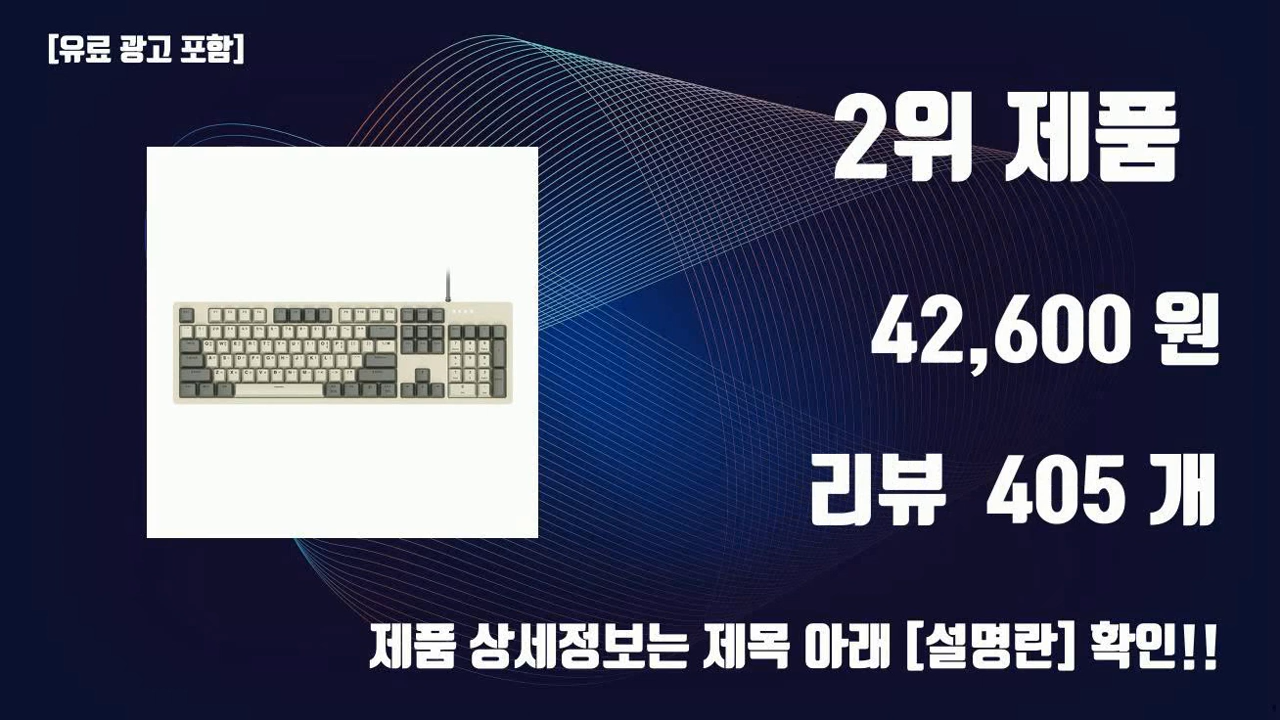 [유료 광고 포함]
2위 제품
42,600 원
리뷰 405 개
제품 상세정보는 제목 아래 [설명란] 확인!!